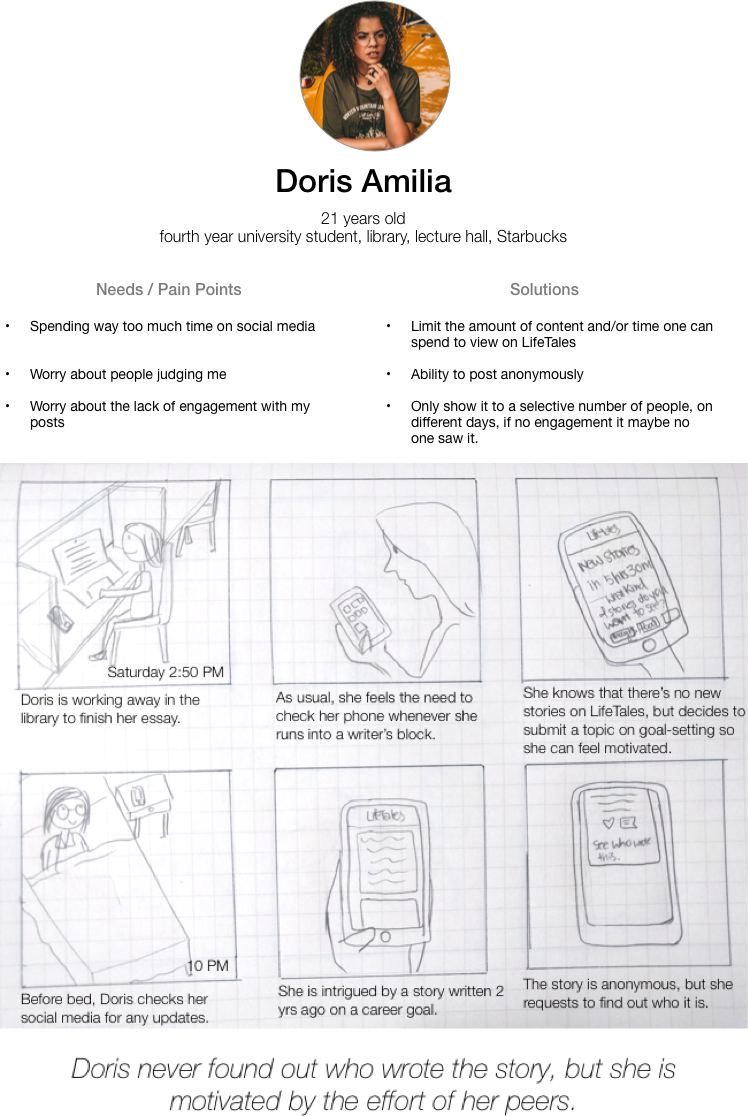 Doris Amilia
21 years old
fourth year university student, library, lecture hall, Starbucks
Needs / Pain Points
• Spending way too much time on social media
• Worry about people judging me
• Worry about the lack of engagement with my
posts
Solutions
• Limit the amount of content and/or time one can
spend to view on LifeTales
• Ability to post anonymously
• Only show it to a selective number of people, on
different days, if no engagement it maybe no
one saw it.
Saturday 2:50 PM
Doris is working away in the
library to finish her essay.
As usual, she feels the need to
check her phone whenever she
runs into a writer's block.
LifeTales
New stories
in 5hrs 30m
what kind
of stories do you
want to see?
She knows that there's no new
stories on LifeTales, but decides to
submit a topic on goal-setting so
she can feel motivated.
10 PM
Before bed, Doris checks her
social media for any updates.
LifeTales
She is intrigued by a story written 2
yrs ago on a career goal.
see who wrote
this.
The story is anonymous, but she
requests to find out who it is.
Doris never found out who wrote the story, but she is
motivated by the effort of her peers.